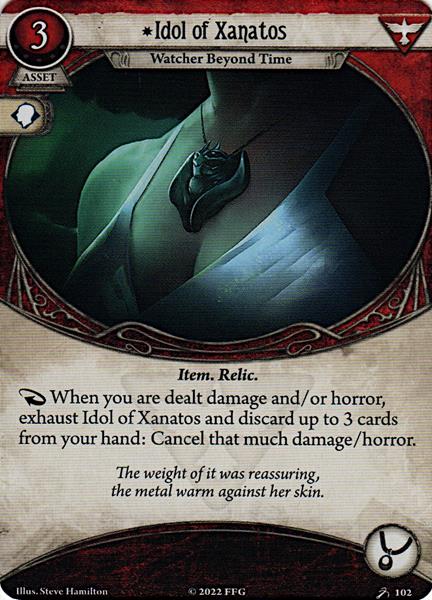 3
*Idol of Xanatos
ASSET
Watcher Beyond Time
Item. Relic.
When you are dealt damage and/or horror,
exhaust Idol of Xanatos and discard up to 3 cards
from your hand: Cancel that much damage/horror.
The weight of it was reassuring,
the metal warm against her skin.
Illus. Steve Hamilton
© 2022 FFG
102